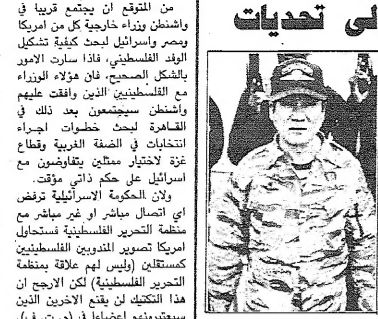 لى تحديات
من المتوقع ان يجتمع قريبا في
واشنطن وزراء خارجية كل من امريكا
ومصر واسرائيل لبحث كيفية تشكيل
الوفد الفلسطيني، فاذا سارت الامور
بالشكل الصحيح، فان هؤلاء الوزراء
مع الفلسطينيين الذين وافقت عليهم
واشنطن سيجتمعون بعد ذلك في
القاهرة لبحث خطوات اجراء
انتخابات في الضفة الغربية وقطاع
غزة لاختيار ممثلين يتفاوضون مع
اسرائيل على حكم ذاتي مؤقت.
ولان الحكومة الاسرائيلية ترفض
اي اتصال مباشر او غير مباشر مع
منظمة التحرير الفلسطينية فستحاول
امريكا تصوير المندوبين الفلسطينيين
كمستقلين (وليس لهم علاقة بمنظمة
التحرير الفلسطينية) لكن الارجح ان
هذا التكتيك لن يقنع الاخرين الذين
سيعتبرونهم اعضاءا في (م. ت. ف).